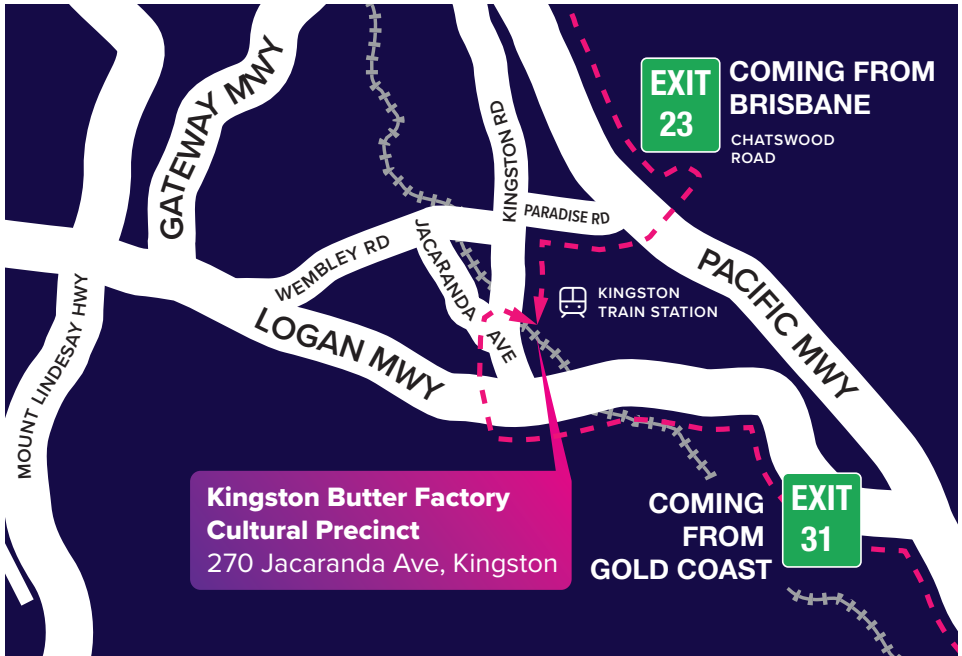 EXIT
23
COMING FROM
BRISBANE
CHATSWOOD
ROAD
GATEWAY MWY
KINGSTON RD
PARADISE RD
WEMBLEY RD
JACARANDA AVE
KINGSTON
TRAIN STATION
PACIFIC MWY
MOUNT LINDESAY HWY
LOGAN MWY
Kingston Butter Factory
Cultural Precinct
270 Jacaranda Ave, Kingston
COMING
FROM
GOLD COAST
EXIT
31